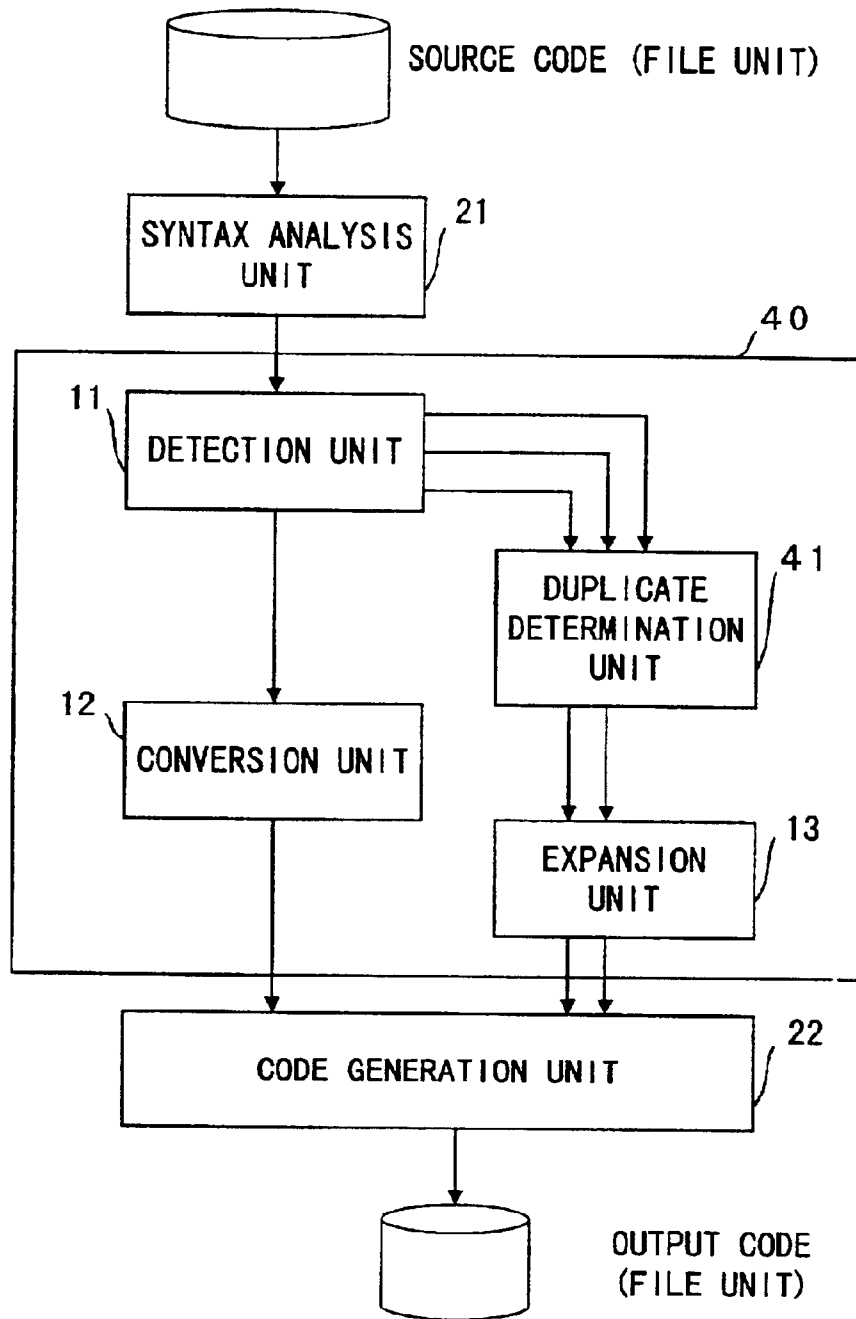 SOURCE CODE (FILE UNIT)
SYNTAX ANALYSIS
UNIT
21
40
11
DETECTION UNIT
DUPLICATE
DETERMINATION
UNIT
41
12
CONVERSION UNIT
EXPANSION
UNIT
13
CODE GENERATION UNIT
22
OUTPUT CODE
(FILE UNIT)